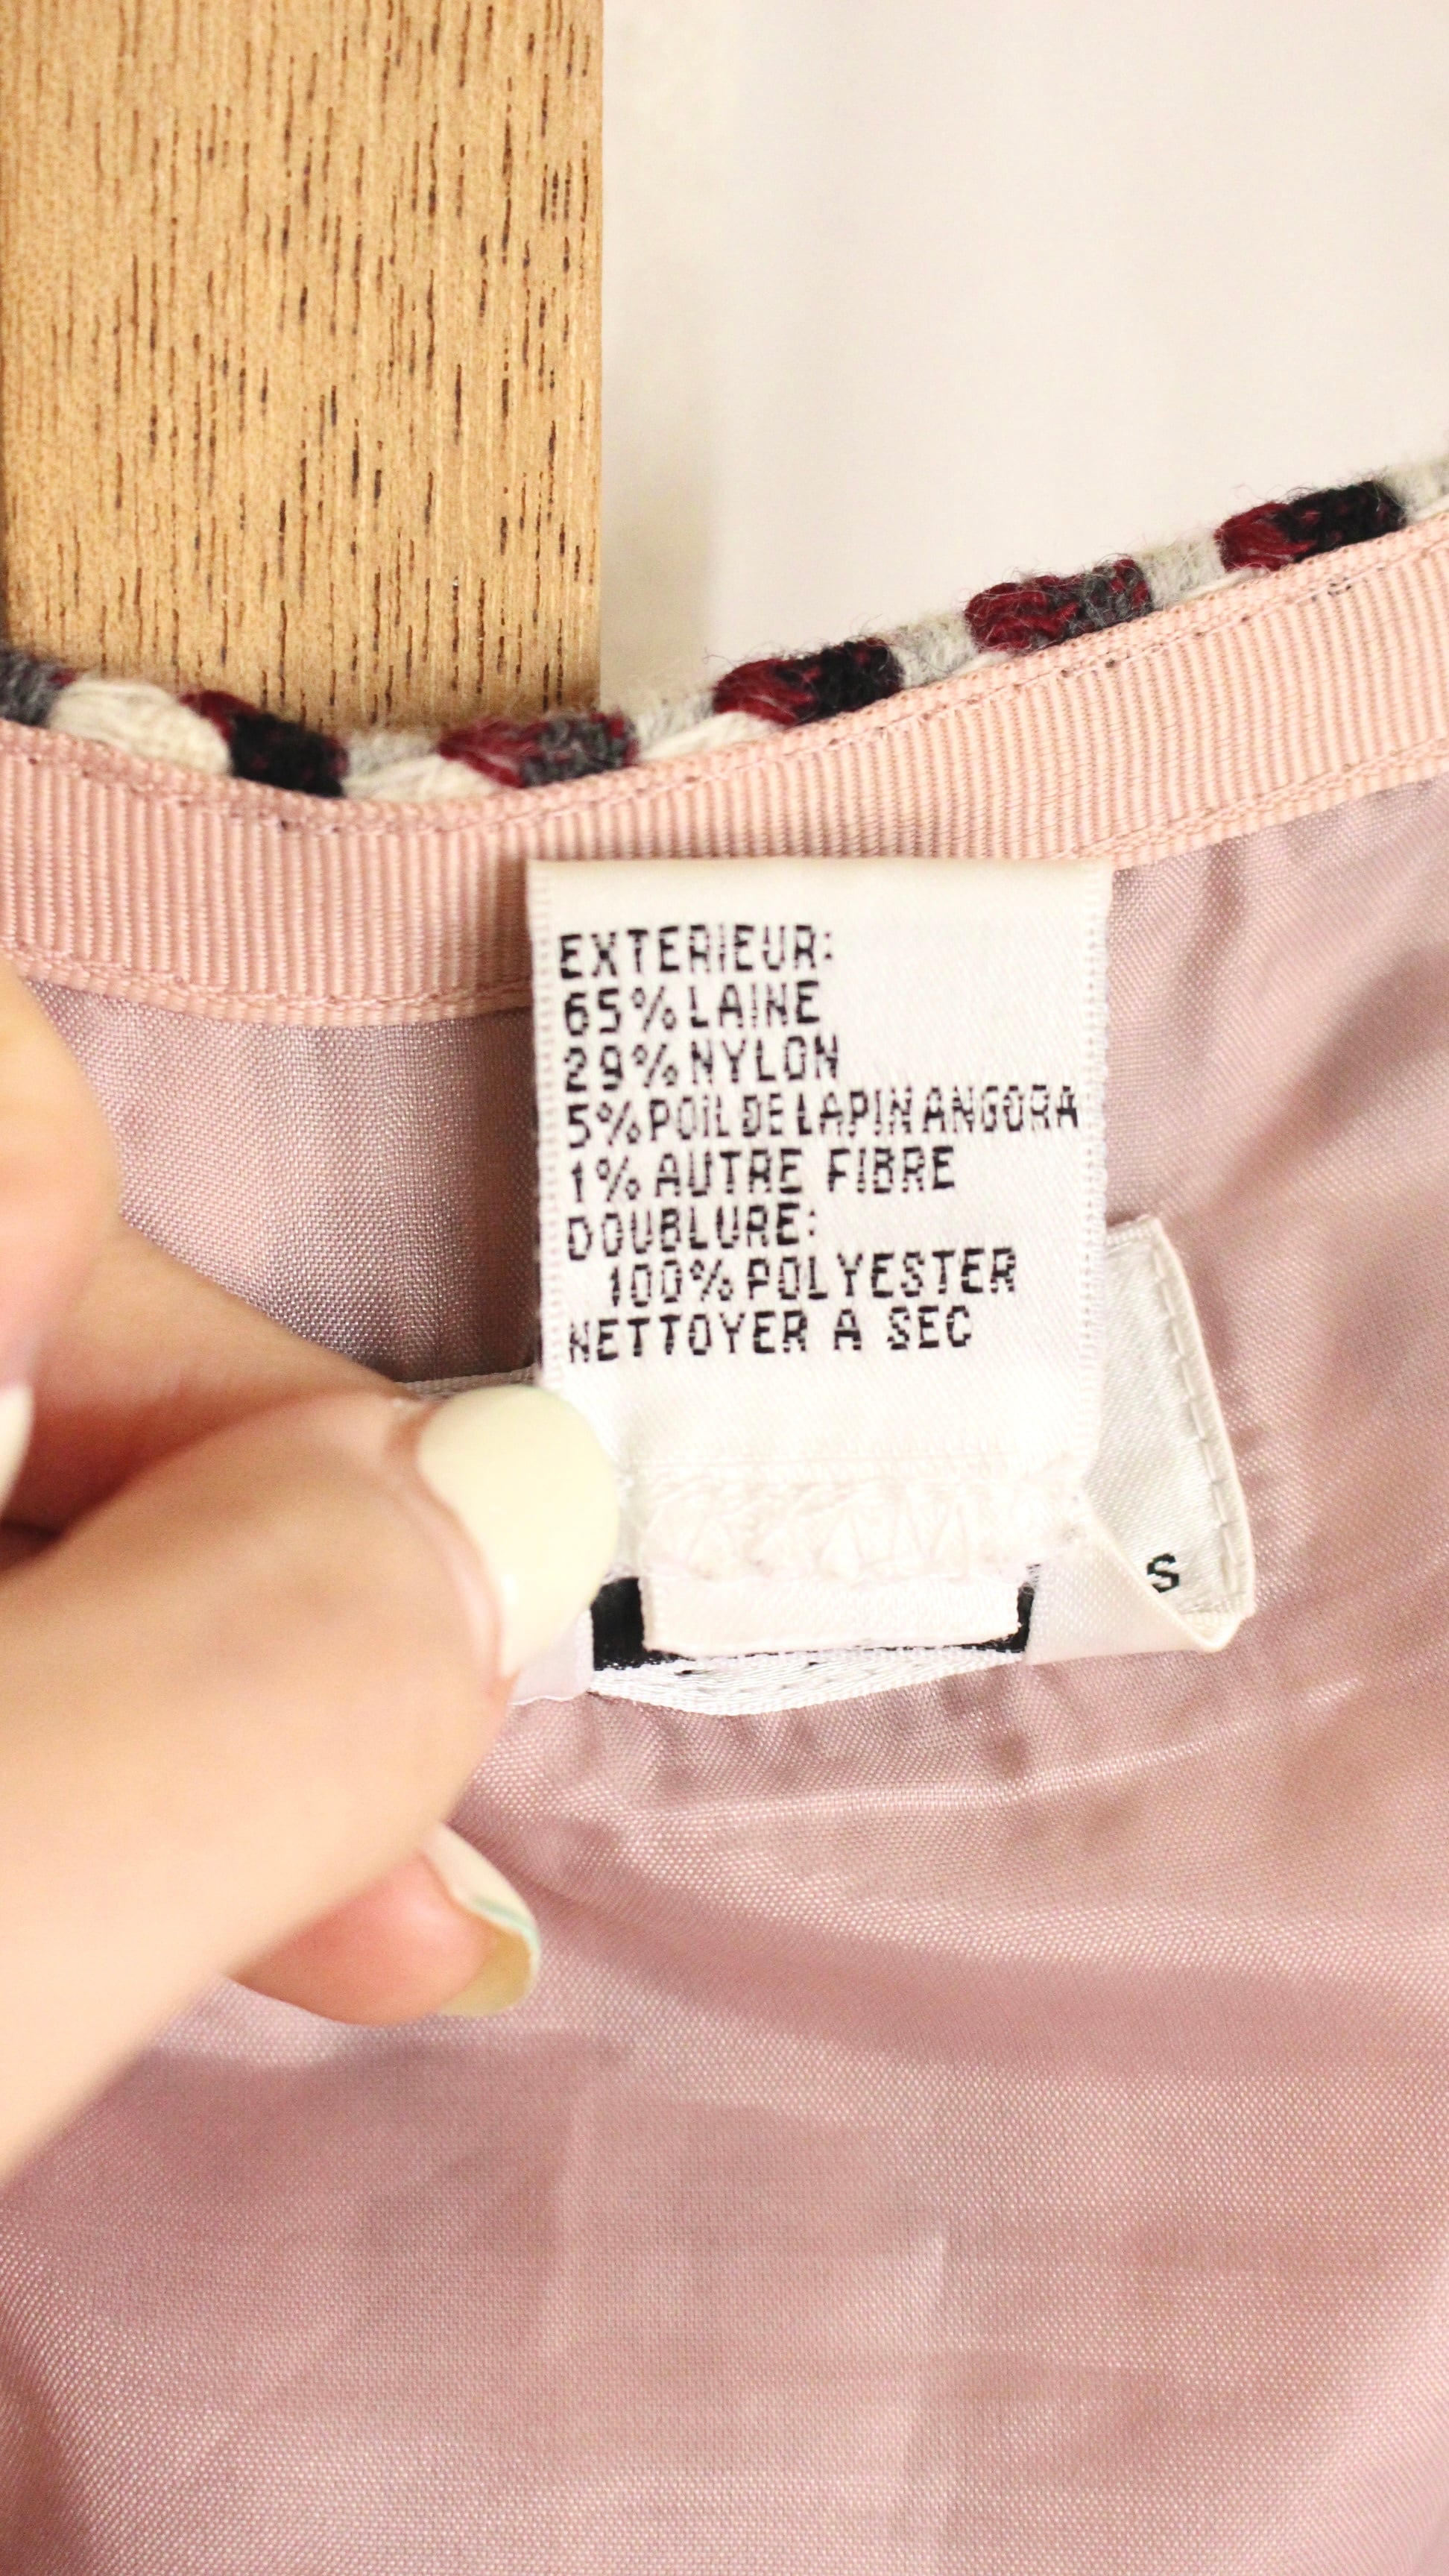 EXTERIEUR:
65% LAINE
29% NYLON
5% POIL DE LAPIN ANGORA
1% AUTRE FIBRE
DOUBLURE:
100% POLYESTER
NETTOYER A SEC
S